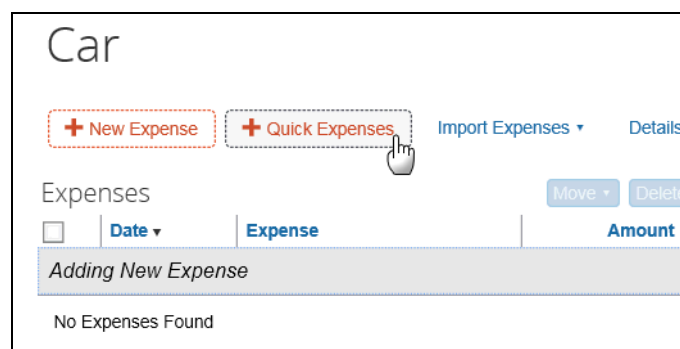 Car
New Expense Quick Expenses Import Expenses Details
Expenses Move Delete
Date Expense Amount
Adding New Expense
No Expenses Found